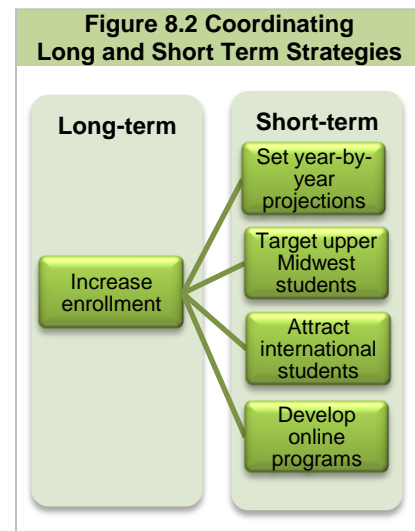 Figure 8.2 Coordinating
Long and Short Term Strategies
Long-term
Increase
enrollment
Short-term
Set year-by-
year
projections
Target upper
Midwest
students
Attract
international
students
Develop
online
programs